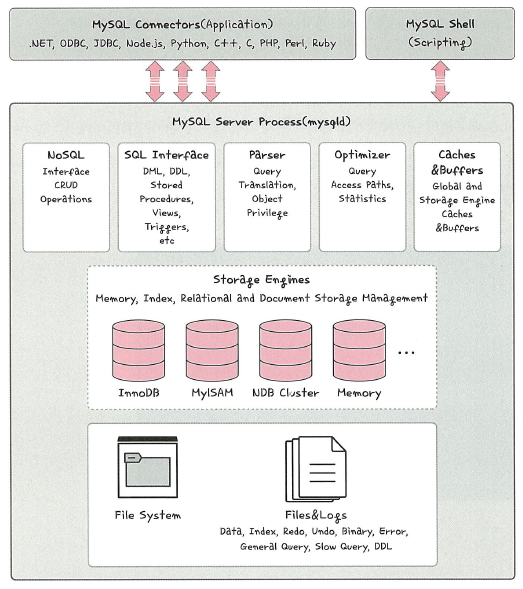 MySQL Connectors(Application)
.NET, ODBC, JDBC, Node.js, Python, C++, C, PHP, Perl, Ruby
MySQL Shell
(Scripting)
MySQL Server Process(mysqld)
NoSQL
Interface
CRUD
Operations
SQL Interface
DML, DDL,
Stored
Procedures,
Views,
Triggers,
etc
Parser
Query
Translation,
Object
Privilege
Optimizer
Query
Access Paths,
Statistics
Caches
&Buffers
Global and
Storage Engine
Caches
&Buffers
Storage Engines
Memory, Index, Relational and Document Storage Management
InnoDB
MyISAM
NDB Cluster
Memory
...
File System
Files&Logs
Data, Index, Redo, Undo, Binary, Error,
General Query, Slow Query, DDL